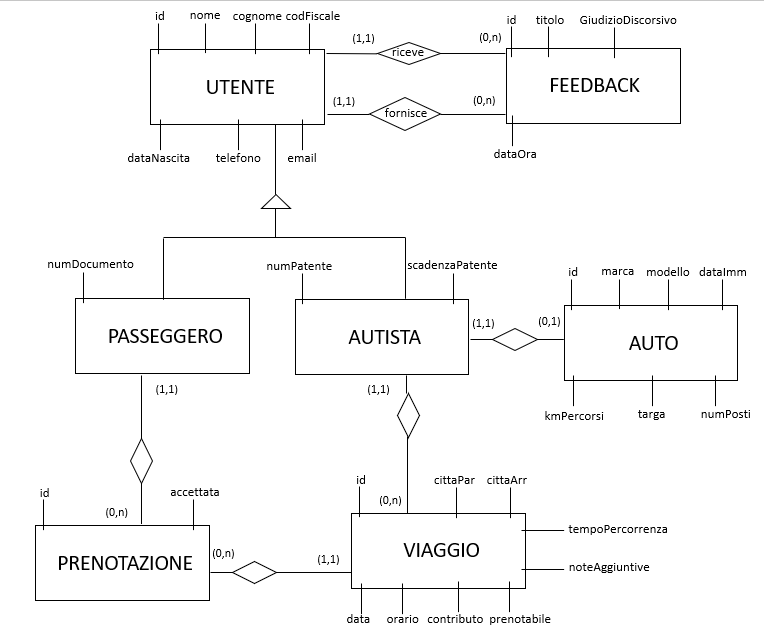 id nome cognome codFiscale
id titolo GiudizioDiscorsivo
(1,1) riceve (0,n)
UTENTE
FEEDBACK
(1,1) fornisce (0,n)
dataNascita telefono email
dataOra
numDocumento
numPatente scadenzaPatente
id marca modello dataImm
PASSEGGERO
AUTISTA
(1,1) (0,1)
AUTO
(1,1)
(1,1)
kmPercorsi targa numPosti
id accettata
(0,n)
id cittaPar cittaArr
(0,n)
PRENOTAZIONE
(0,n) (1,1)
VIAGGIO
tempoPercorrenza
noteAggiuntive
data orario contributo prenotabile